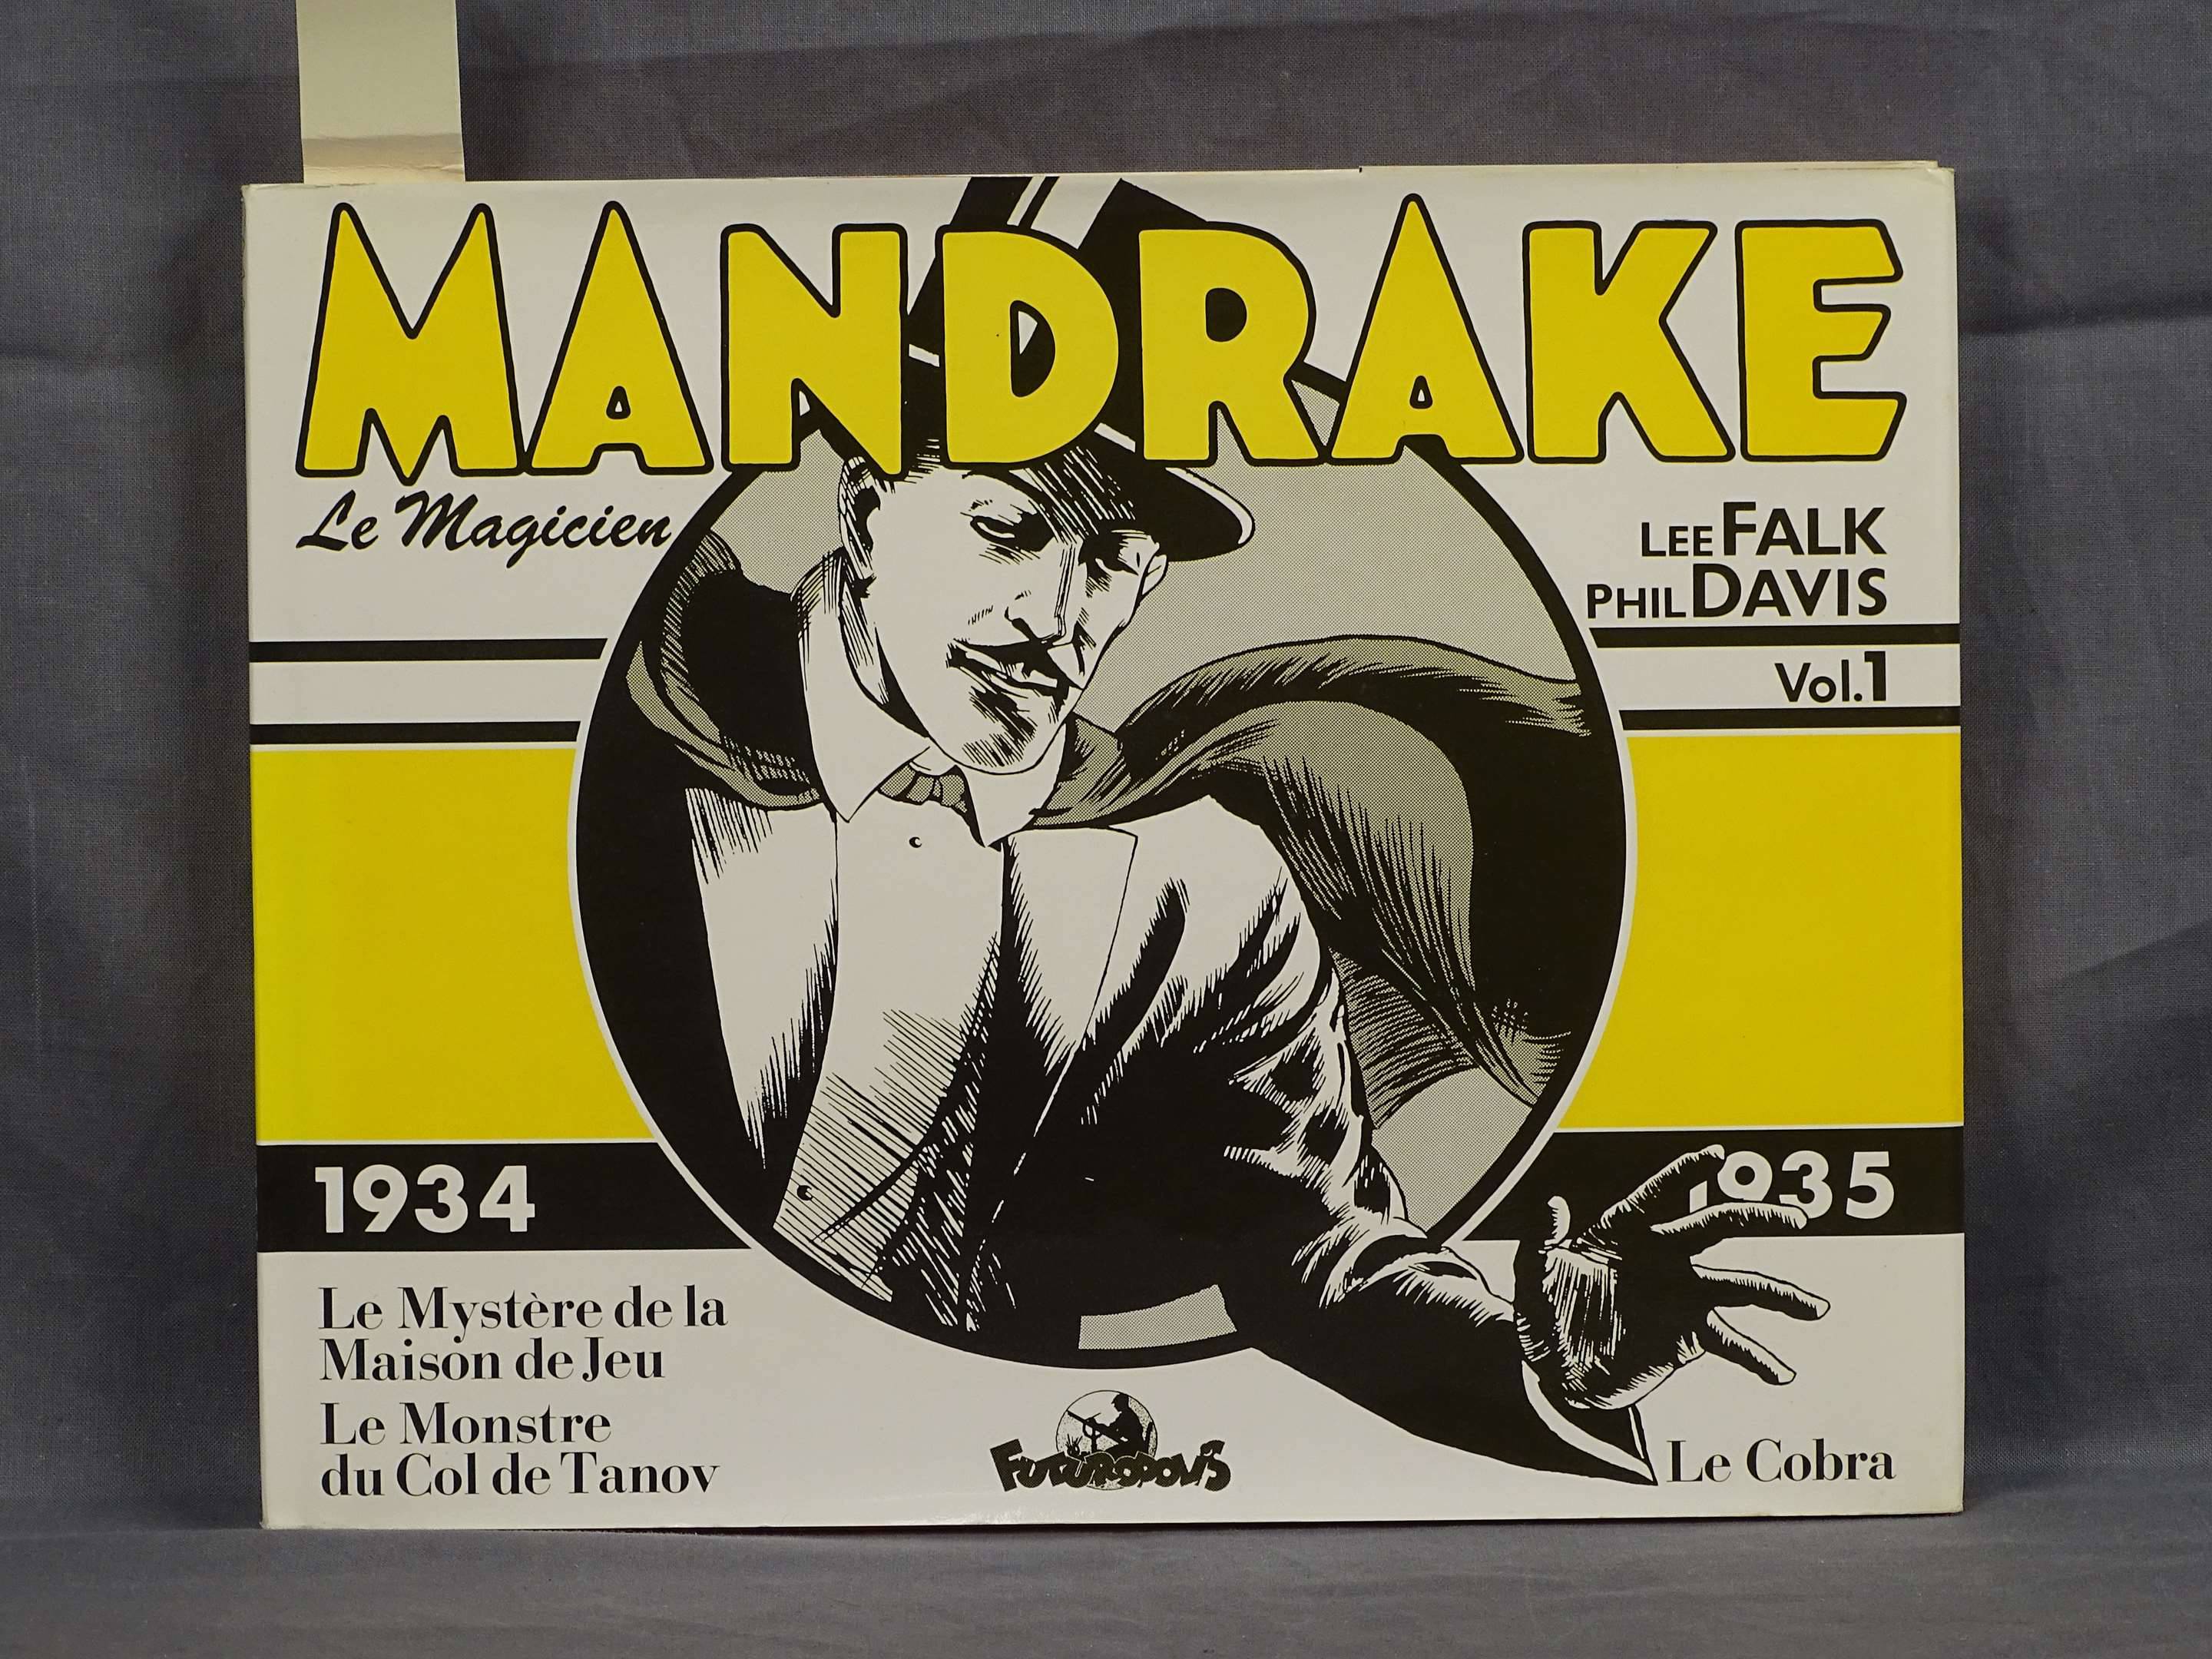 MANDRAKE
Le Magicien
LEE FALK
PHIL DAVIS
Vol.1
1934
1935
Le Mystère de la
Maison de Jeu
Le Monstre
du Col de Tanov
FUTUROPOLIS
Le Cobra